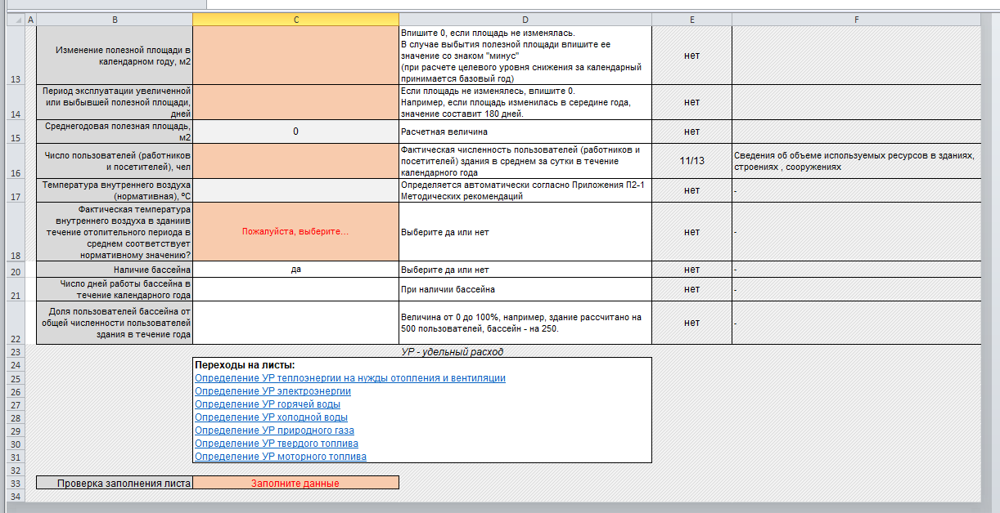 A B C D E F
13
Изменение полезной площади в
календарном году, м2
Впишите 0, если площадь не изменялась.
В случае выбытия полезной площади впишите ее
значение со знаком "минус"
(при расчете целевого уровня снижения за календарный
принимается базовый год)
нет
14
Период эксплуатации увеличенной
или выбывшей полезной площади,
дней
Если площадь не изменялесь, впишите 0.
Например, если площадь изменилась в середине года,
значение составит 180 дней.
нет
15
Среднегодовая полезная площадь,
м2
0
Расчетная величина
нет
16
Число пользователей (работников
и посетителей), чел
Фактическая численность пользователей (работников и
посетителей) здания в среднем за сутки в течение
календарного года
11/13
Сведения об объеме используемых ресурсов в зданиях,
строениях , сооружениях
17
Температура внутреннего воздуха
(нормативная), ºС
Определяется автоматически согласно Приложения П2-1
Методических рекомендаций
нет
-
18
Фактическая температура
внутреннего воздуха в зданиив
течение отопительного периода в
среднем соответствует
нормативному значению?
Пожалуйста, выберите...
Выберите да или нет
нет
-
20
Наличие бассейна
да
Выберите да или нет
нет
-
21
Число дней работы бассейна в
течение календарного года
При наличии бассейна
нет
-
22
Доля пользователей бассейна от
общей численности пользователей
здания в течение года
Величина от 0 до 100%, например, здание рассчитано на
500 пользователей, бассейн - на 250.
нет
-
23
УР - удельный расход
24
Переходы на листы:
25
Определение УР теплоэнергии на нужды отопления и вентиляции
26
Определение УР электроэнергии
27
Определение УР горячей воды
28
Определение УР холодной воды
29
Определение УР природного газа
30
Определение УР твердого топлива
31
Определение УР моторного топлива
32
33
Проверка заполнения листа
Заполните данные
34